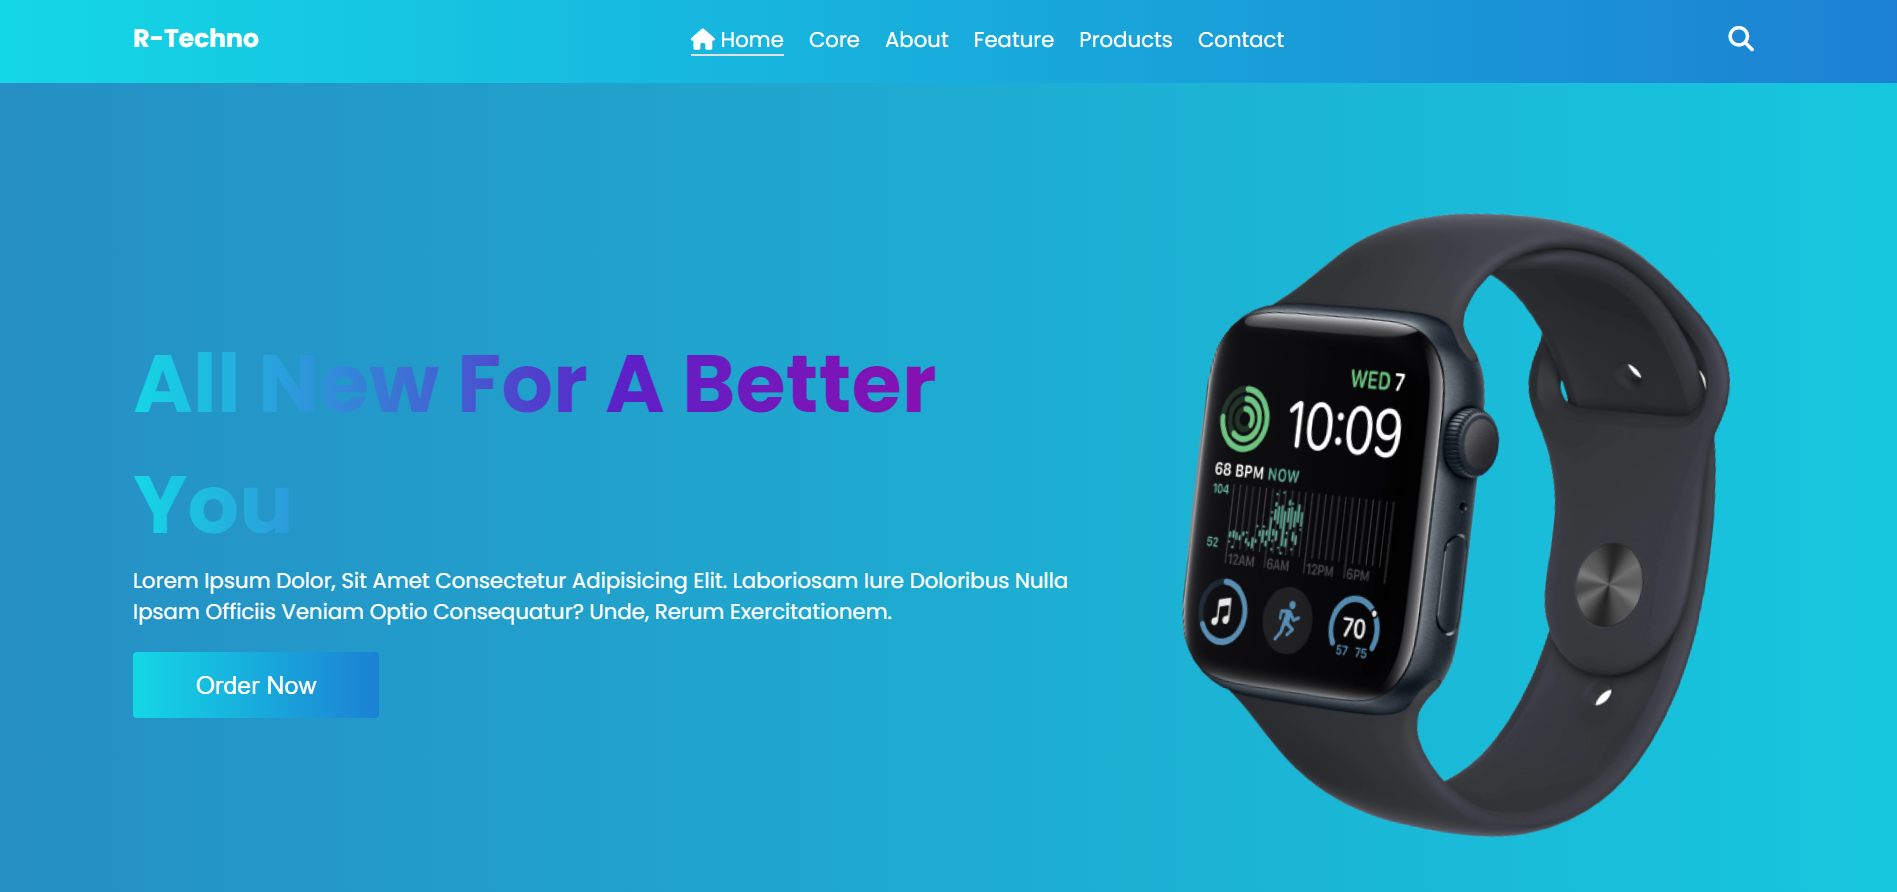 R-Techno
Home Core About Feature Products Contact
All New For A Better
You
Lorem Ipsum Dolor, Sit Amet Consectetur Adipisicing Elit. Laboriosam Iure Doloribus Nulla
Ipsam Officiis Veniam Optio Consequatur? Unde, Rerum Exercitationem.
Order Now
WED 7
10:09
68 BPM NOW
104
52
12AM 6AM 12PM 6PM
70
57 75